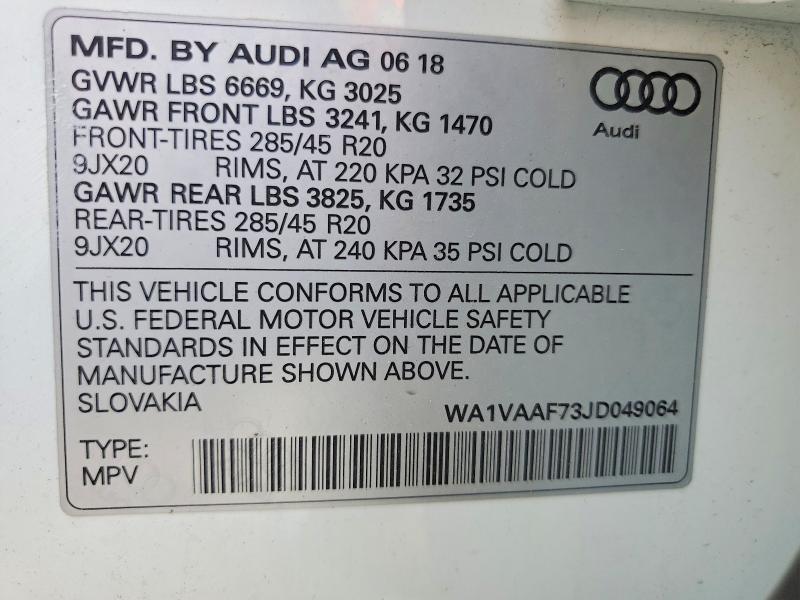 MFD. BY AUDI AG 06 18
GVWR LBS 6669, KG 3025
GAWR FRONT LBS 3241, KG 1470
FRONT-TIRES 285/45 R20
9JX20 RIMS, AT 220 KPA 32 PSI COLD
GAWR REAR LBS 3825, KG 1735
REAR-TIRES 285/45 R20
9JX20 RIMS, AT 240 KPA 35 PSI COLD
Audi
THIS VEHICLE CONFORMS TO ALL APPLICABLE
U.S. FEDERAL MOTOR VEHICLE SAFETY
STANDARDS IN EFFECT ON THE DATE OF
MANUFACTURE SHOWN ABOVE.
SLOVAKIA
WA1VAAF73JD049064
TYPE:
MPV